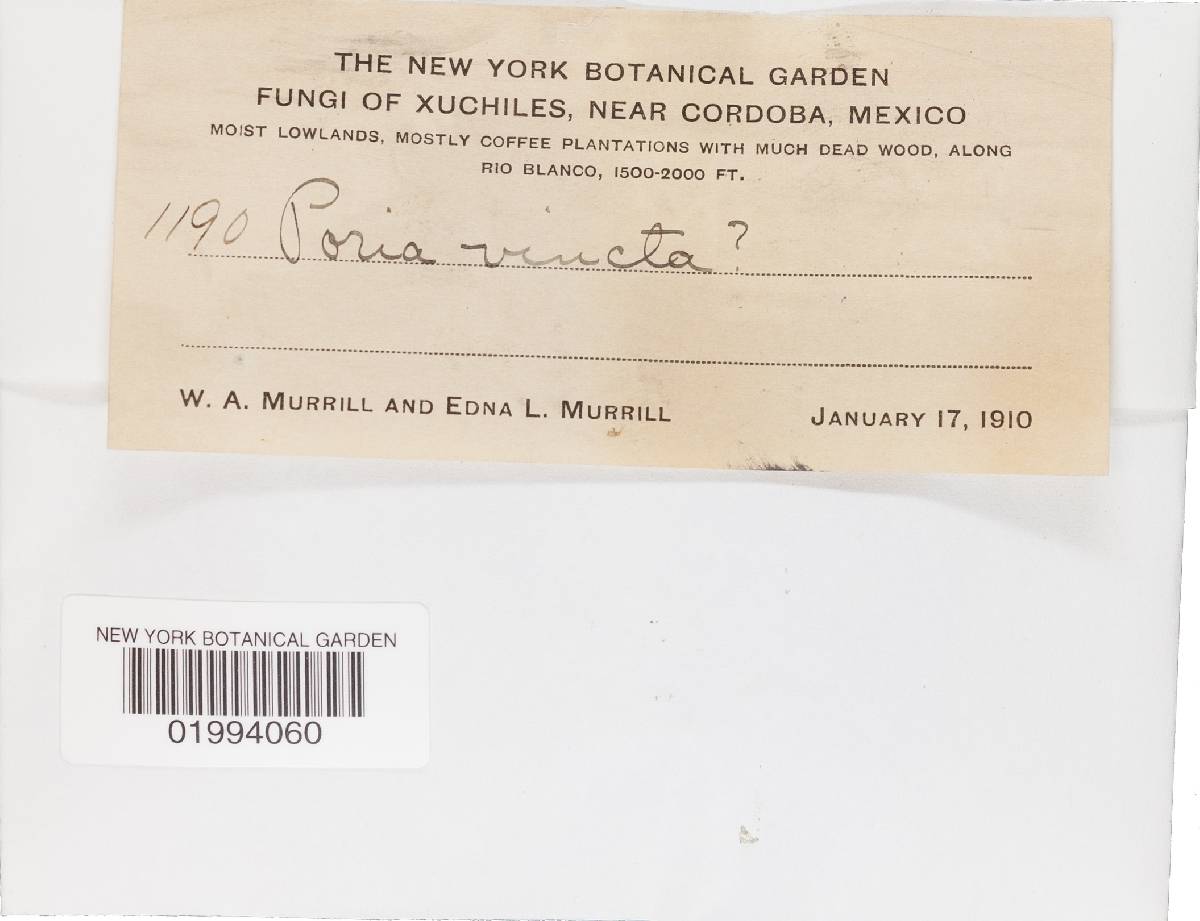 THE NEW YORK BOTANICAL GARDEN
FUNGI OF XUCHILES, NEAR CORDOBA, MEXICO
MOIST LOWLANDS, MOSTLY COFFEE PLANTATIONS WITH MUCH DEAD WOOD, ALONG
RIO BLANCO, 1500-2000 FT.
1190 Poria vincta?
W. A. MURRILL AND EDNA L. MURRILL JANUARY 17, 1910
NEW YORK BOTANICAL GARDEN
01994060